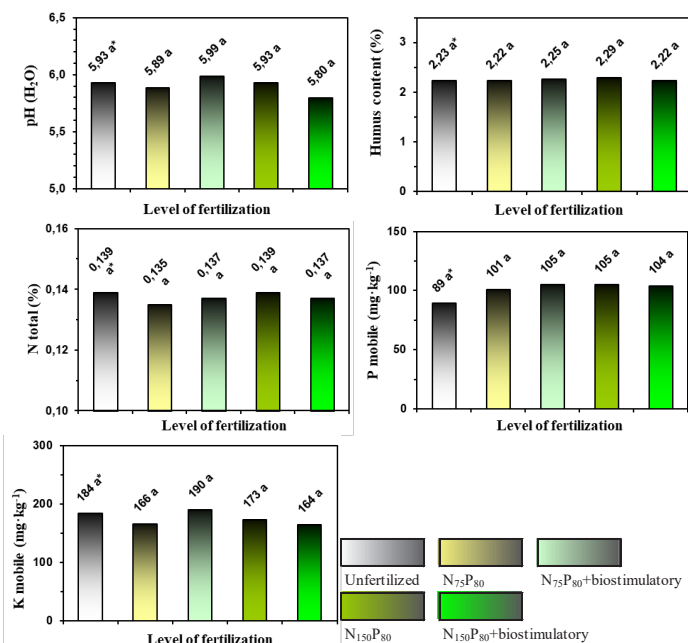 6,5
6,0
5,5
5,0
pH (H₂O)
5,93 a*
5,89 a
5,99 a
5,93 a
5,80 a
Level of fertilization
3
2
1
0
Humus content (%)
2,23 a*
2,22 a
2,25 a
2,29 a
2,22 a
Level of fertilization
0,16
0,14
0,12
0,10
N total (%)
0,139
a*
0,135
a
0,137
a
0,139
a
0,137
a
Level of fertilization
150
100
50
0
P mobile (mg·kg⁻¹)
89 a*
101 a
105 a
105 a
104 a
Level of fertilization
300
200
100
0
K mobile (mg·kg⁻¹)
184 a*
166 a
190 a
173 a
164 a
Level of fertilization
Unfertilized
N₇₅P₈₀
N₇₅P₈₀+biostimulatory
N₁₅₀P₈₀
N₁₅₀P₈₀+biostimulatory